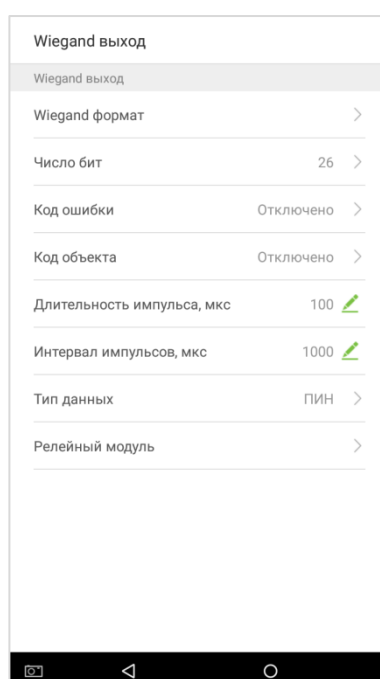 Wiegand выход
Wiegand выход
Wiegand формат
Число бит 26
Код ошибки Отключено
Код объекта Отключено
Длительность импульса, мкс 100
Интервал импульсов, мкс 1000
Тип данных ПИН
Релейный модуль